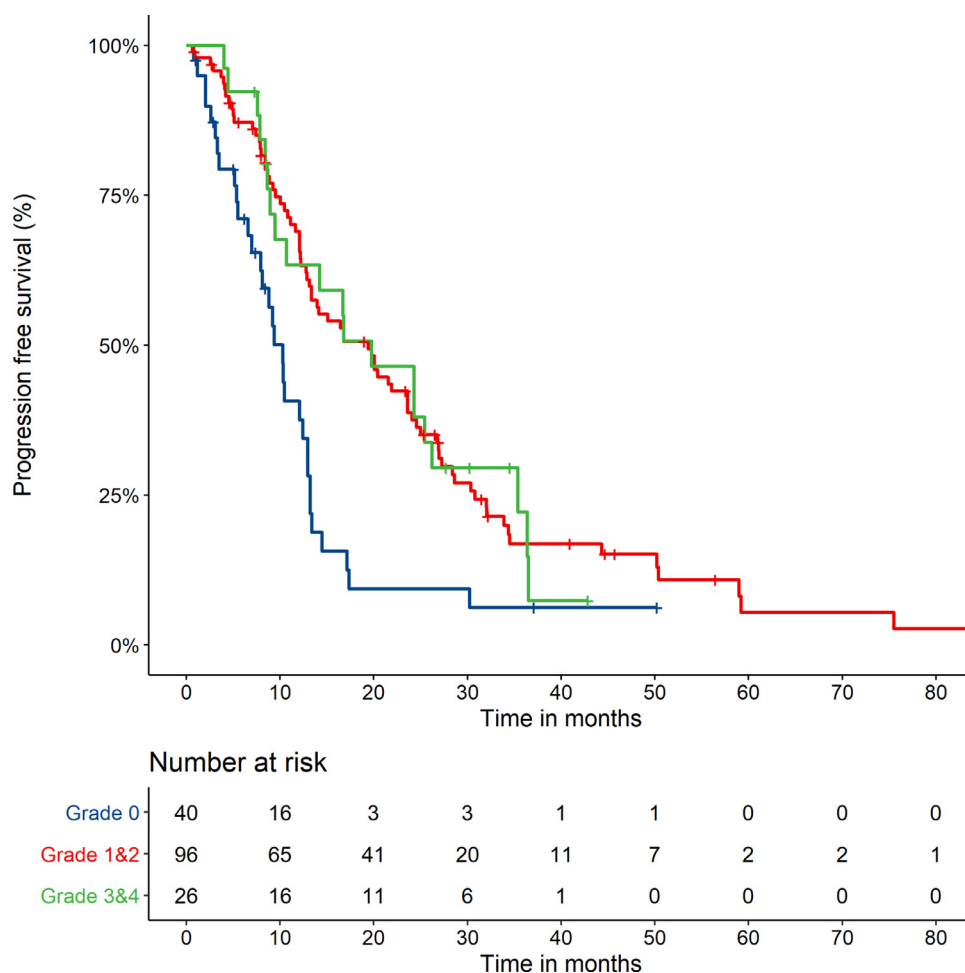 Progression free survival (%)
100%
75%
50%
25%
0%
0 10 20 30 40 50 60 70 80
Time in months
Number at risk
Grade 0 40 16 3 3 1 1 0 0 0
Grade 1&2 96 65 41 20 11 7 2 2 1
Grade 3&4 26 16 11 6 1 0 0 0 0
0 10 20 30 40 50 60 70 80
Time in months